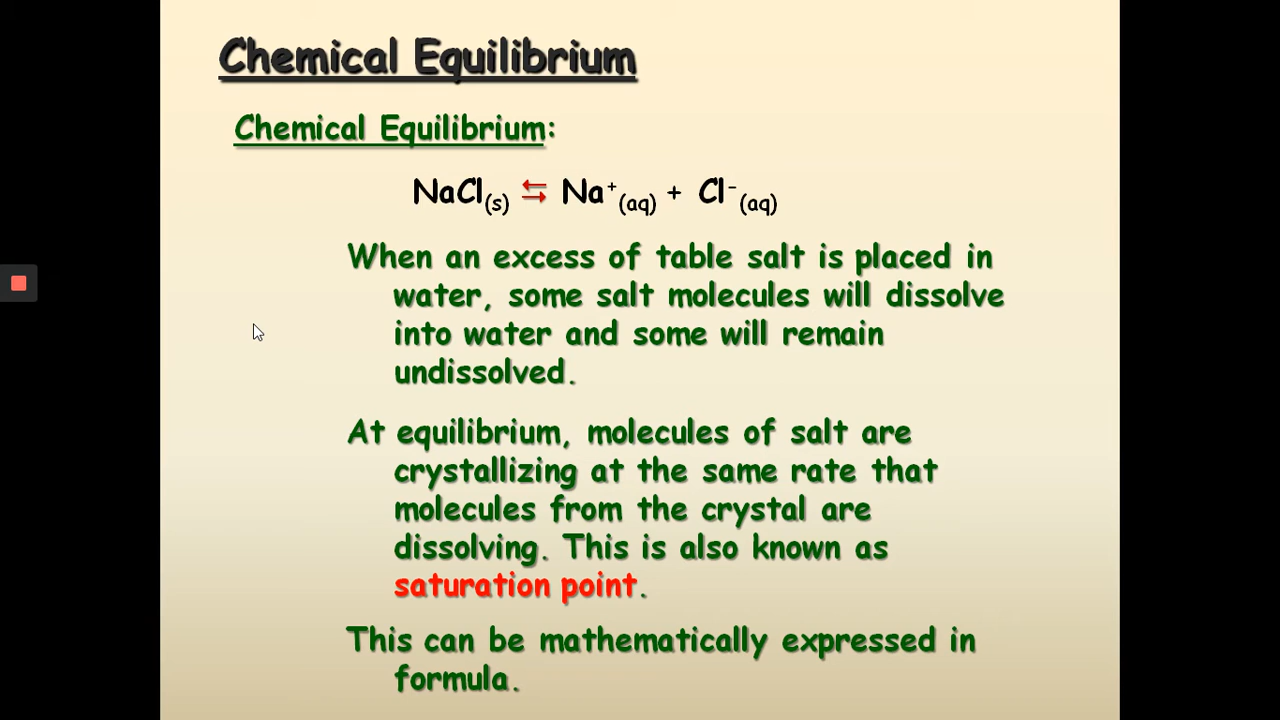 Chemical Equilibrium
Chemical Equilibrium:
NaCl(s) ⇆ Na⁺(aq) + Cl⁻(aq)
When an excess of table salt is placed in
water, some salt molecules will dissolve
into water and some will remain
undissolved.
At equilibrium, molecules of salt are
crystallizing at the same rate that
molecules from the crystal are
dissolving. This is also known as
saturation point.
This can be mathematically expressed in
formula.